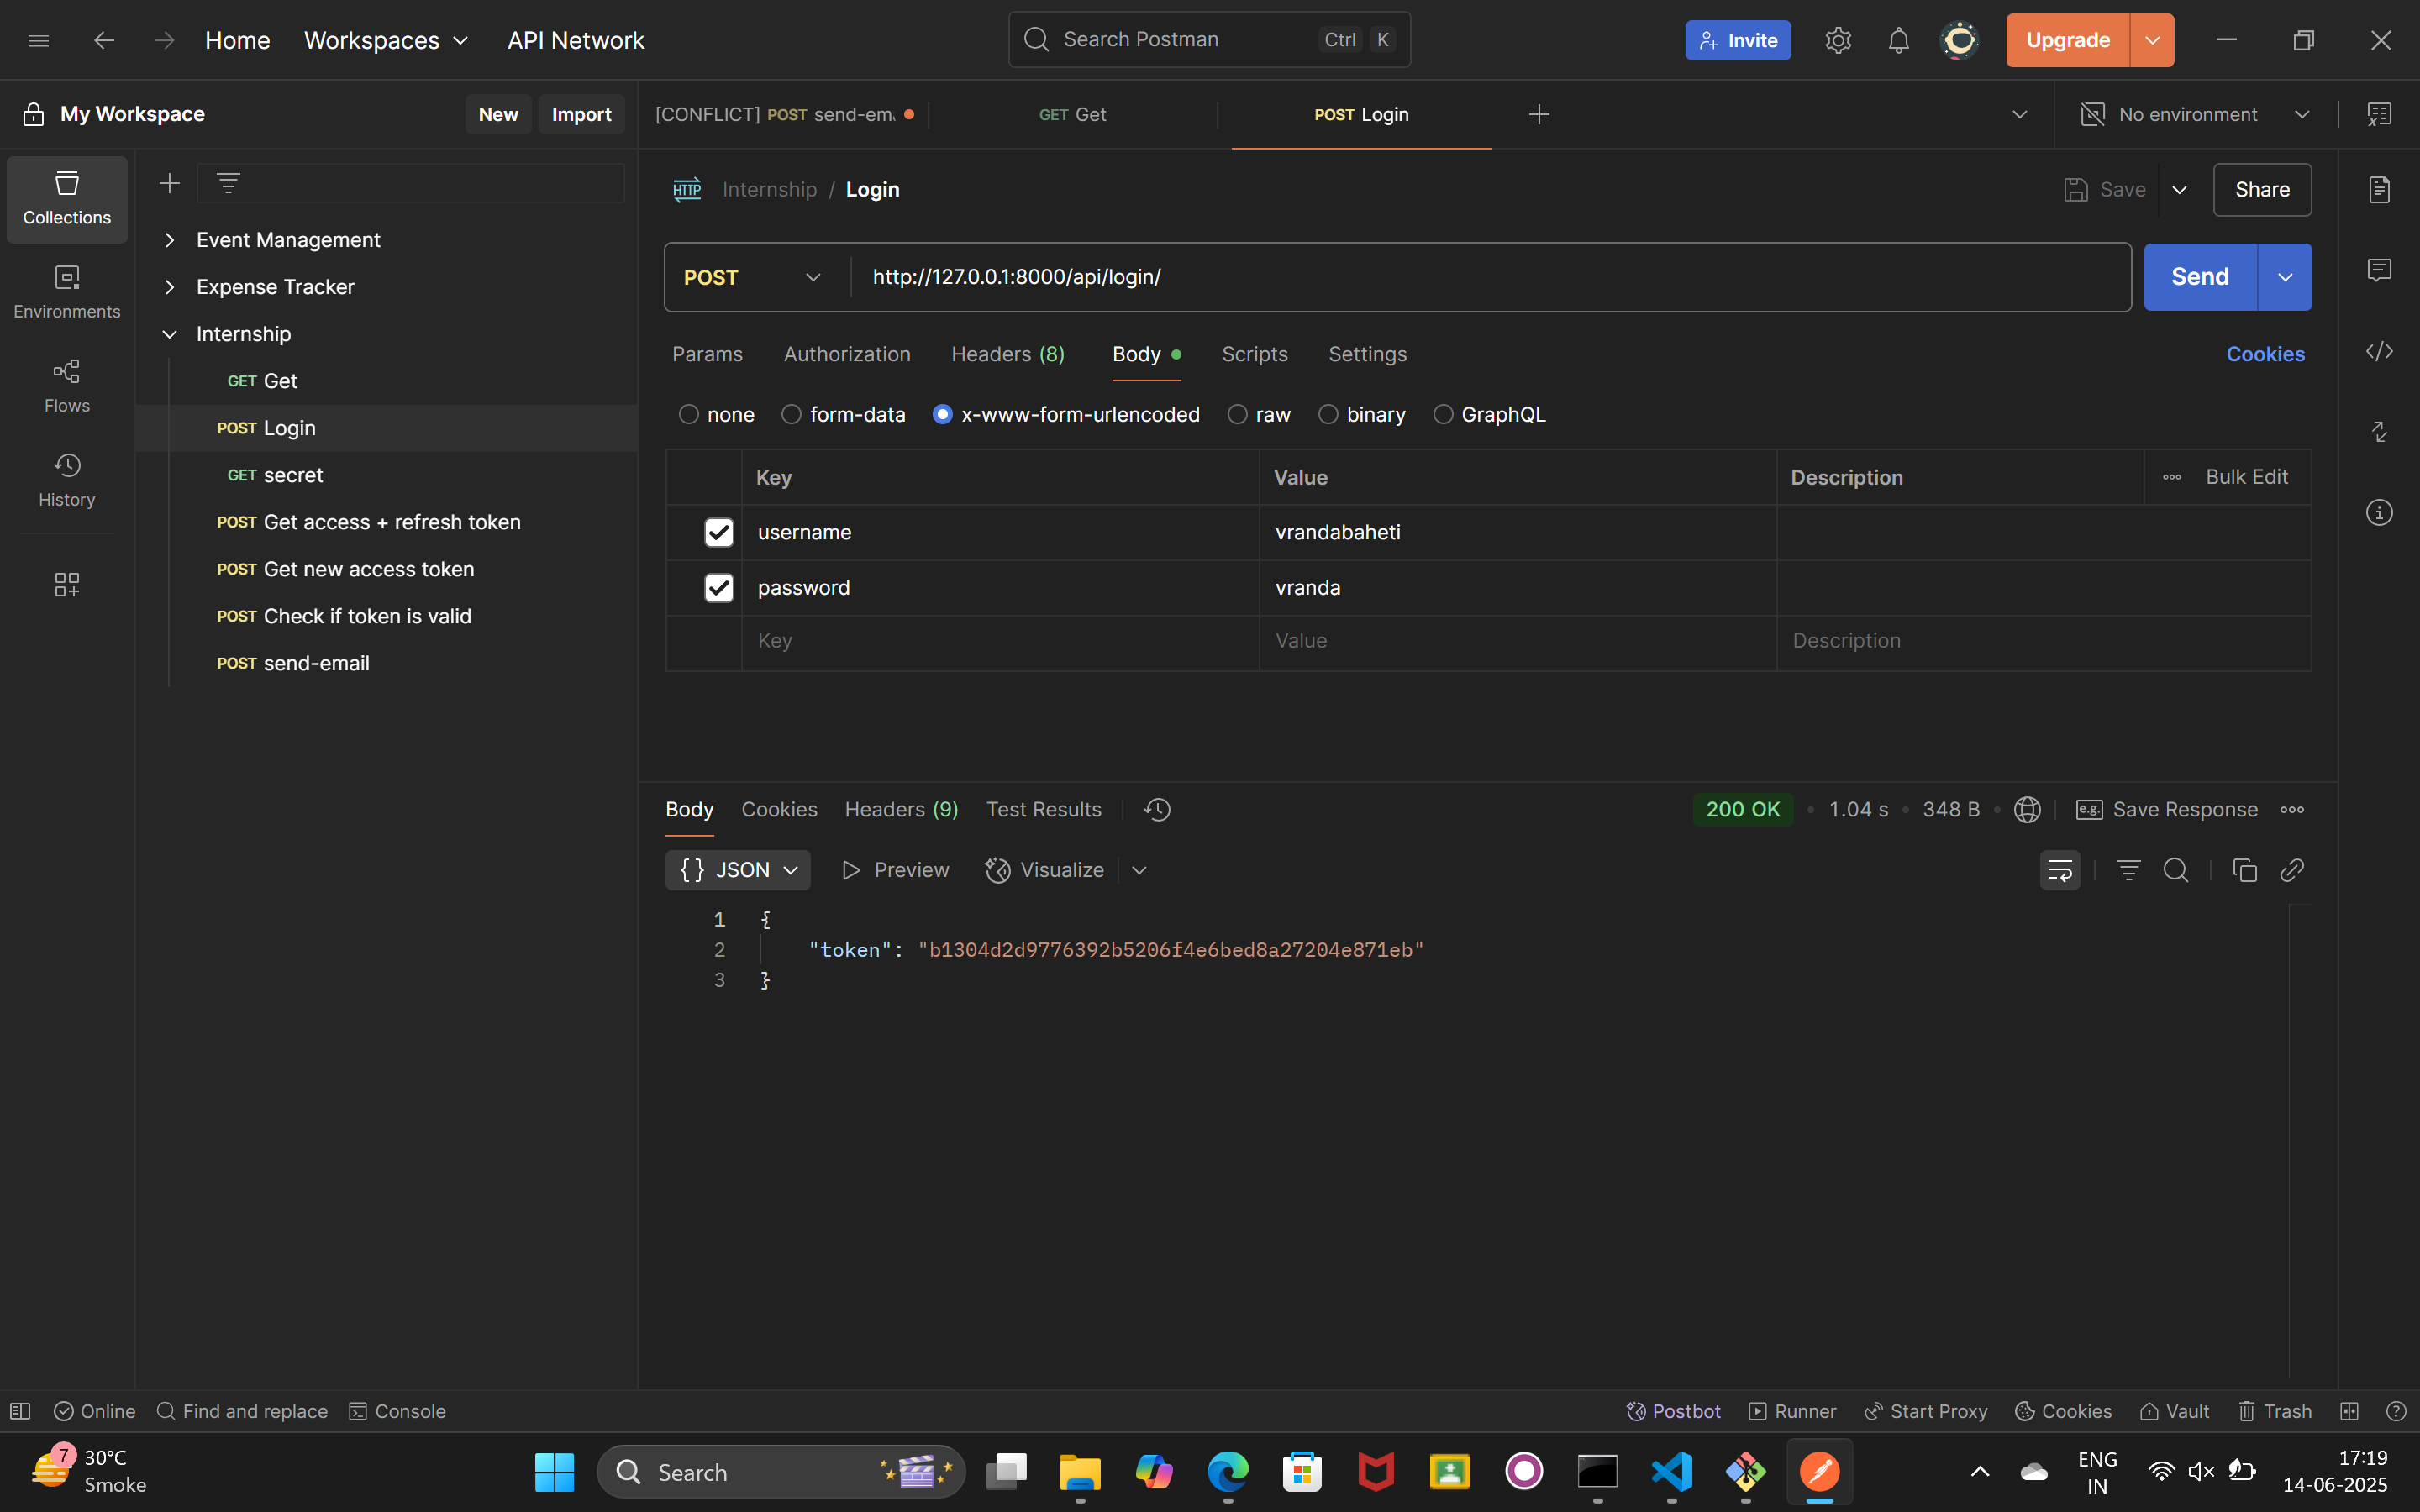 Home Workspaces API Network Search Postman Ctrl K Invite Upgrade
My Workspace New Import [CONFLICT] POST send-em GET Get POST Login No environment
Collections
Environments
Flows
History
Event Management
Expense Tracker
Internship
GET Get
POST Login
GET secret
POST Get access + refresh token
POST Get new access token
POST Check if token is valid
POST send-email
HTTP Internship / Login Save Share
POST http://127.0.0.1:8000/api/login/ Send
Params Authorization Headers (8) Body Scripts Settings Cookies
none form-data x-www-form-urlencoded raw binary GraphQL
Key Value Description Bulk Edit
username vrandabaheti
password vranda
Key Value Description
Body Cookies Headers (9) Test Results 200 OK 1.04 s 348 B e.g. Save Response
{} JSON Preview Visualize
1 {
2 "token": "b1304d2d9776392b5206f4e6bed8a27204e871eb"
3 }
Online Find and replace Console Postbot Runner Start Proxy Cookies Vault Trash
7 30°C
Smoke
Search
ENG
IN
17:19
14-06-2025